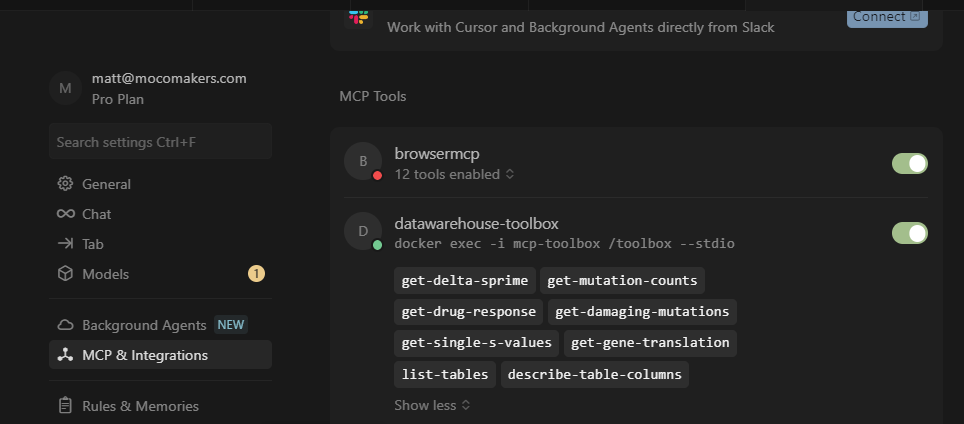 Connect
Work with Cursor and Background Agents directly from Slack
M
matt@mocomakers.com
Pro Plan
Search settings Ctrl+F
General
Chat
Tab
Models
1
Background Agents NEW
MCP & Integrations
Rules & Memories
MCP Tools
B
browsermcp
12 tools enabled
D
datawarehouse-toolbox
docker exec -i mcp-toolbox /toolbox --stdio
get-delta-sprime get-mutation-counts
get-drug-response get-damaging-mutations
get-single-s-values get-gene-translation
list-tables describe-table-columns
Show less